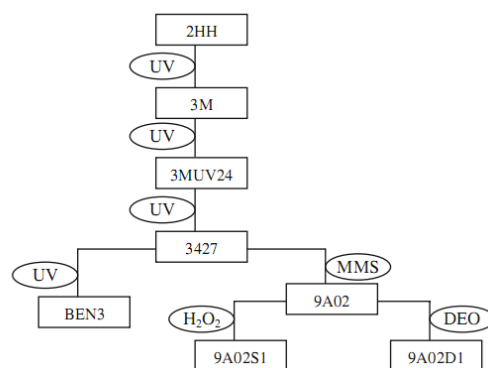 2HH
UV
3M
UV
3MUV24
UV
3427
UV
MMS
BEN3
9A02
H₂O₂
DEO
9A02S1
9A02D1